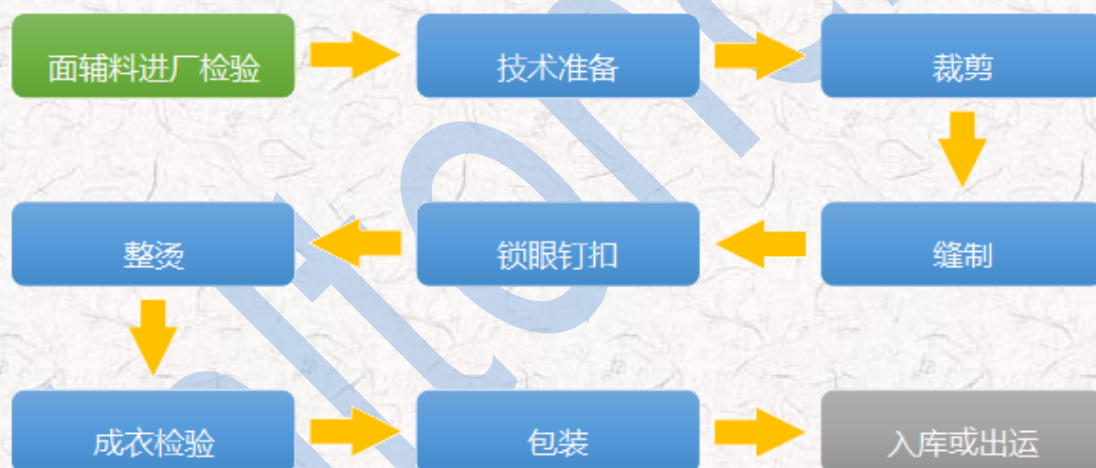 面辅料进厂检验
技术准备
裁剪
缝制
锁眼钉扣
整烫
成衣检验
包装
入库或出运